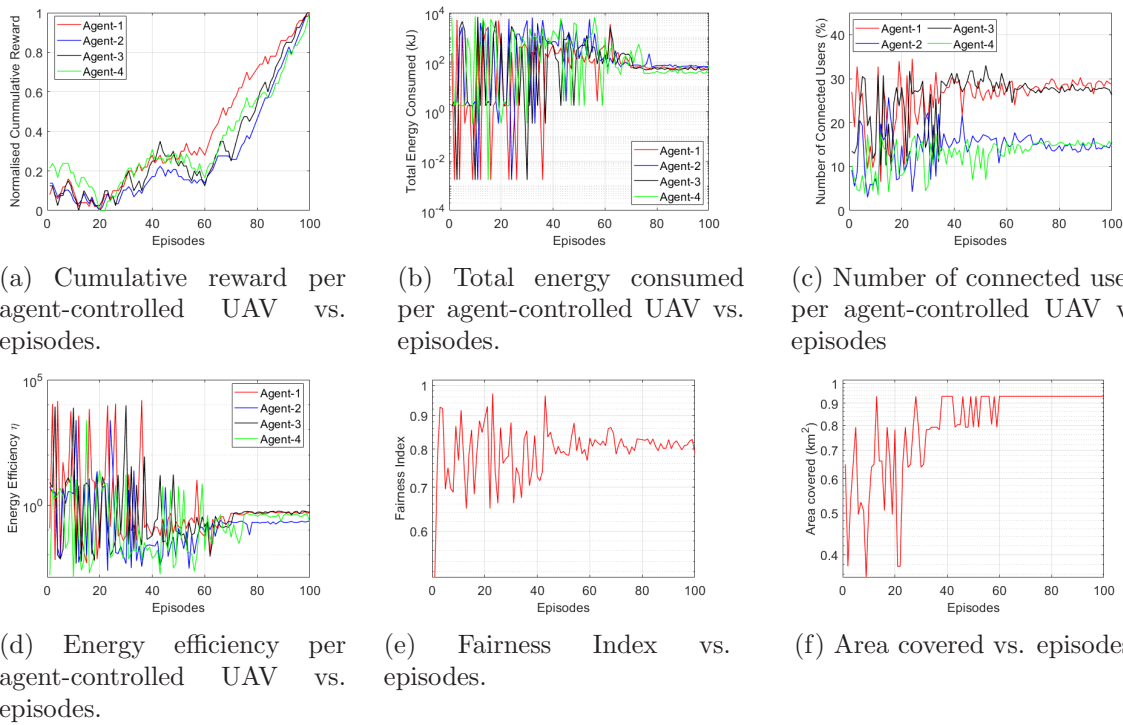 1
0.8
0.6
0.4
0.2
0
Normalised Cummulative Reward
Agent-1
Agent-2
Agent-3
Agent-4
0 20 40 60 80 100
Episodes
10^4
10^2
10^0
10^-2
10^-4
Total Energy Consumed (kJ)
Agent-1
Agent-2
Agent-3
Agent-4
0 20 40 60 80 100
Episodes
40
30
20
10
0
Number of Connected Users (%)
Agent-1 Agent-3
Agent-2 Agent-4
0 20 40 60 80 100
Episodes
(a) Cumulative reward per
agent-controlled UAV vs.
episodes.
(b) Total energy consumed
per agent-controlled UAV vs.
episodes.
(c) Number of connected use
per agent-controlled UAV v
episodes
10^5
10^0
Energy Efficiency η
Agent-1
Agent-2
Agent-3
Agent-4
0 20 40 60 80 100
Episodes
1
0.9
0.8
0.7
0.6
Fairness Index
0 20 40 60 80 100
Episodes
1
0.9
0.8
0.7
0.6
0.5
0.4
Area covered (km^2)
0 20 40 60 80 100
Episodes
(d) Energy efficiency per
agent-controlled UAV vs.
episodes.
(e) Fairness Index vs.
episodes.
(f) Area covered vs. episodes